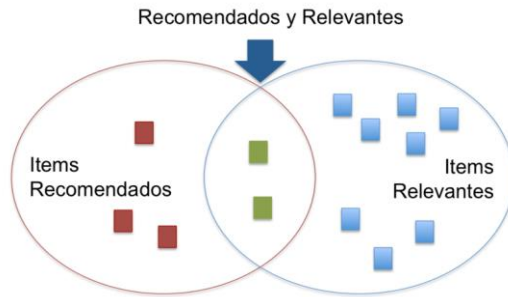 Recomendados y Relevantes
Items
Recomendados
Items
Relevantes